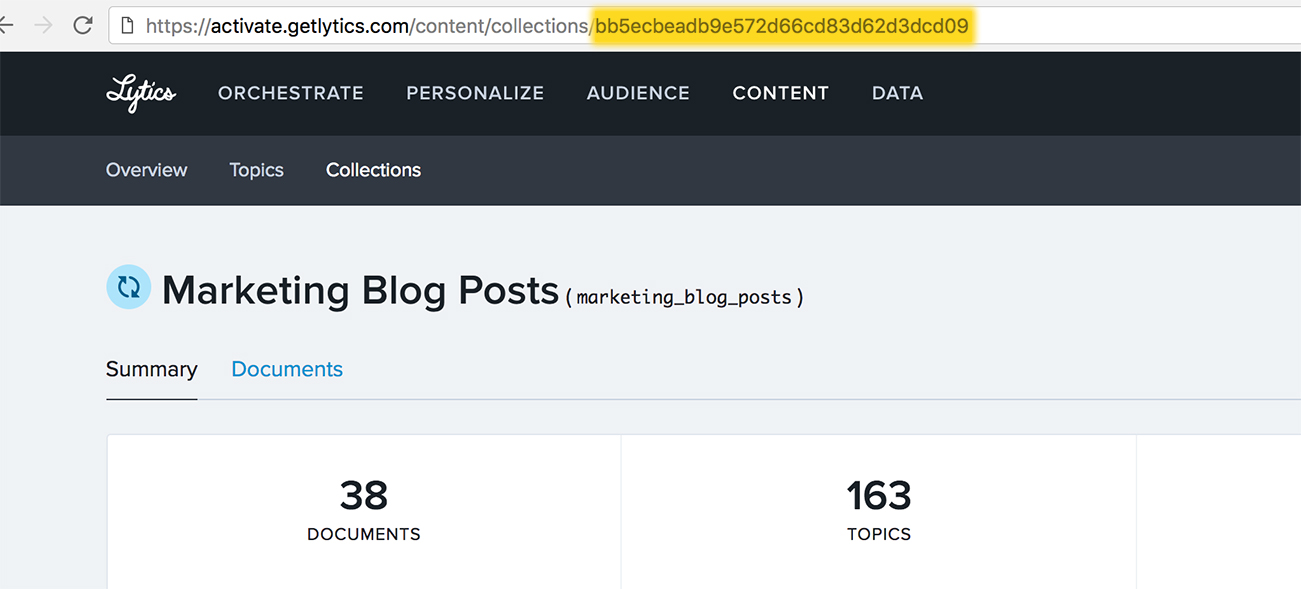 https://activate.getlytics.com/content/collections/bb5ecbeadb9e572d66cd83d62d3dcd09
Lytics ORCHESTRATE PERSONALIZE AUDIENCE CONTENT DATA
Overview Topics Collections
Marketing Blog Posts (marketing_blog_posts)
Summary Documents
38 163
DOCUMENTS TOPICS